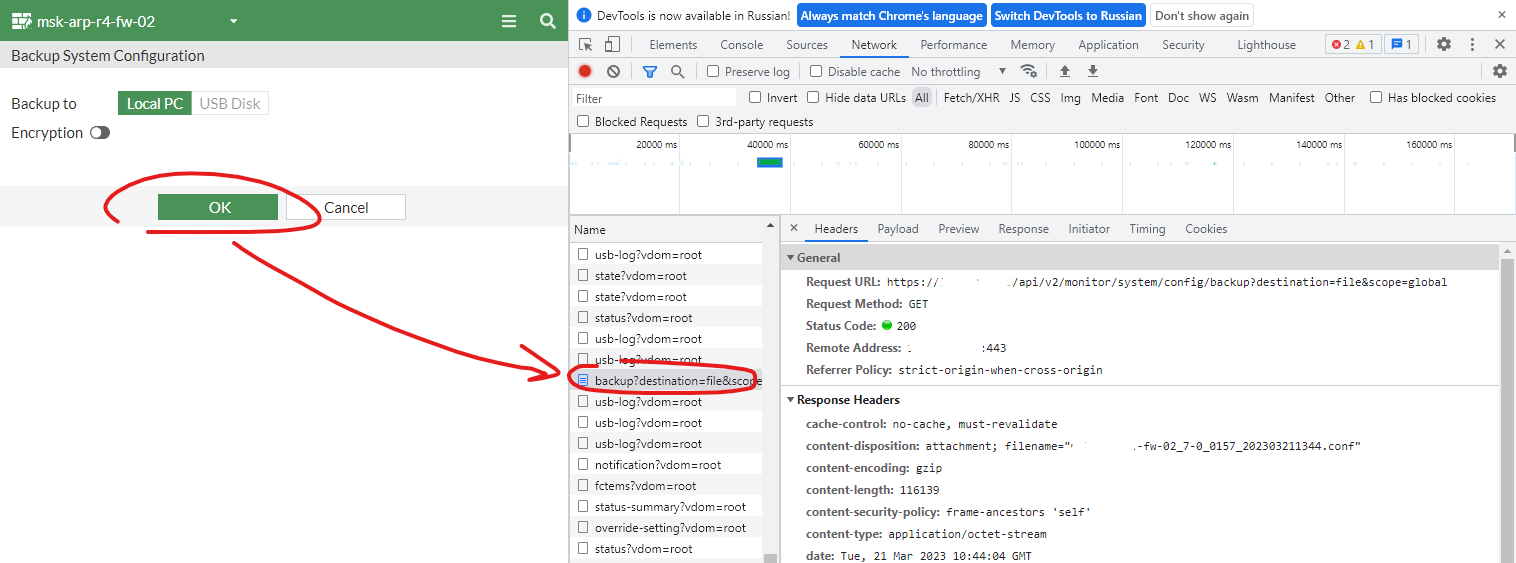 msk-arp-r4-fw-02
Backup System Configuration
Backup to Local PC USB Disk
Encryption
OK Cancel
DevTools is now available in Russian! Always match Chrome's language Switch DevTools to Russian Don't show again
Elements Console Sources Network Performance Memory Application Security Lighthouse 2 1 1
Preserve log Disable cache No throttling
Filter Invert Hide data URLs All Fetch/XHR JS CSS Img Media Font Doc WS Wasm Manifest Other Has blocked cookies
Blocked Requests 3rd-party requests
20000 ms 40000 ms 60000 ms 80000 ms 100000 ms 120000 ms 140000 ms 160000 ms
Name
usb-log?vdom=root
state?vdom=root
state?vdom=root
status?vdom=root
usb-log?vdom=root
usb-log?vdom=root
backup?destination=file&scope
usb-log?vdom=root
usb-log?vdom=root
usb-log?vdom=root
notification?vdom=root
fctems?vdom=root
status-summary?vdom=root
override-setting?vdom=root
status?vdom=root
Headers Payload Preview Response Initiator Timing Cookies
General
Request URL: https:// /api/v2/monitor/system/config/backup?destination=file&scope=global
Request Method: GET
Status Code: 200
Remote Address: :443
Referrer Policy: strict-origin-when-cross-origin
Response Headers
cache-control: no-cache, must-revalidate
content-disposition: attachment; filename=" -fw-02_7-0_0157_202303211344.conf"
content-encoding: gzip
content-length: 116139
content-security-policy: frame-ancestors 'self'
content-type: application/octet-stream
date: Tue, 21 Mar 2023 10:44:04 GMT